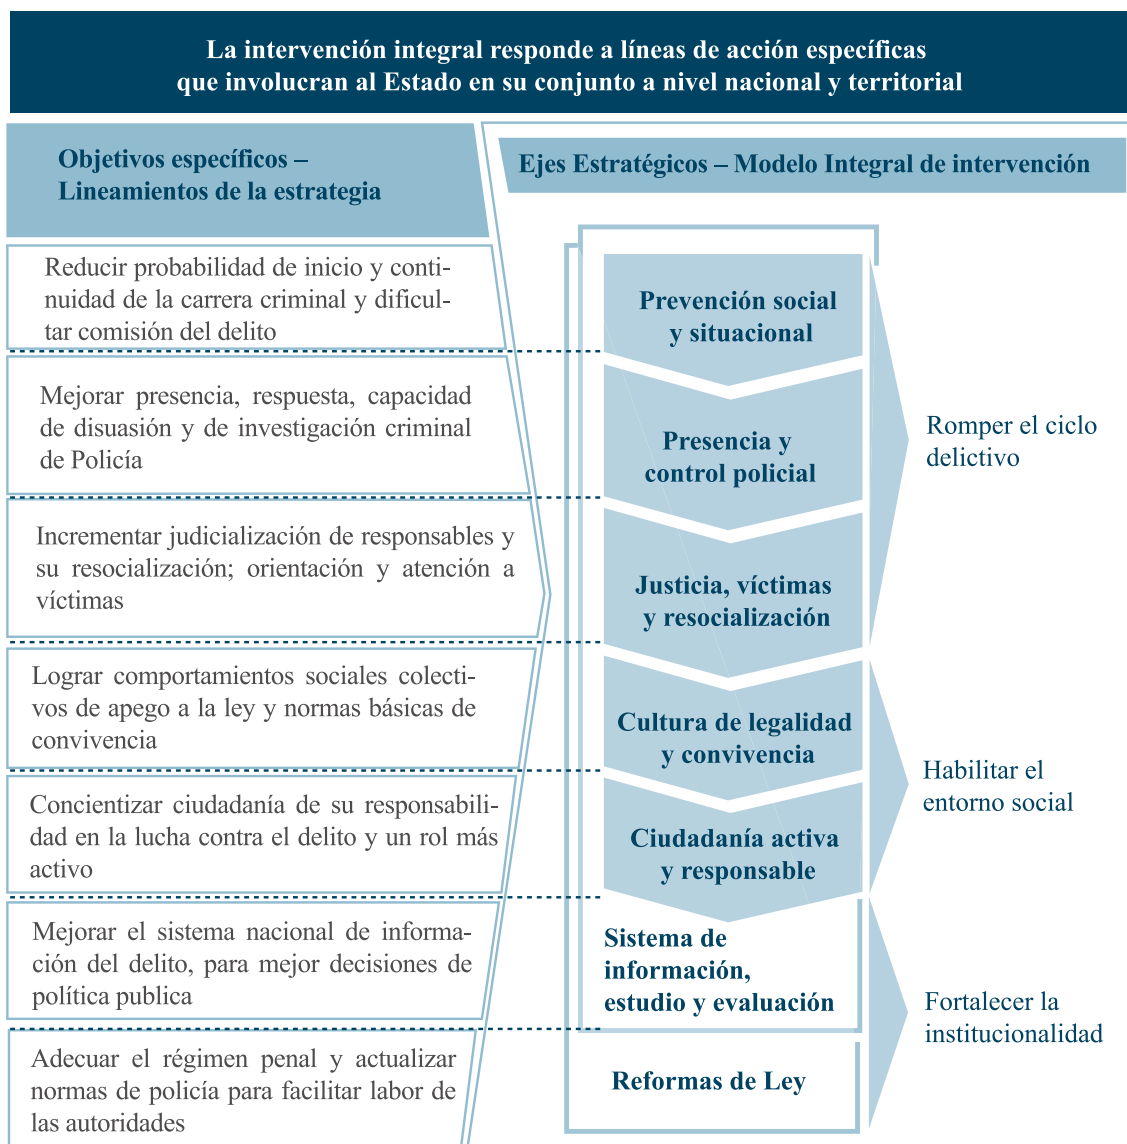 La intervención integral responde a líneas de acción específicas
que involucran al Estado en su conjunto a nivel nacional y territorial
Objetivos específicos –
Lineamientos de la estrategia
Ejes Estratégicos – Modelo Integral de intervención
Reducir probabilidad de inicio y conti-
nuidad de la carrera criminal y dificul-
tar comisión del delito
Prevención social
y situacional
Mejorar presencia, respuesta, capacidad
de disuasión y de investigación criminal
de Policía
Presencia y
control policial
Romper el ciclo
delictivo
Incrementar judicialización de responsables y
su resocialización; orientación y atención a
víctimas
Justicia, víctimas
y resocialización
Lograr comportamientos sociales colecti-
vos de apego a la ley y normas básicas de
convivencia
Cultura de legalidad
y convivencia
Habilitar el
entorno social
Concientizar ciudadanía de su responsabili-
dad en la lucha contra el delito y un rol más
activo
Ciudadanía activa
y responsable
Mejorar el sistema nacional de informa-
ción del delito, para mejor decisiones de
política publica
Sistema de
información,
estudio y evaluación
Fortalecer la
institucionalidad
Adecuar el régimen penal y actualizar
normas de policía para facilitar labor de
las autoridades
Reformas de Ley